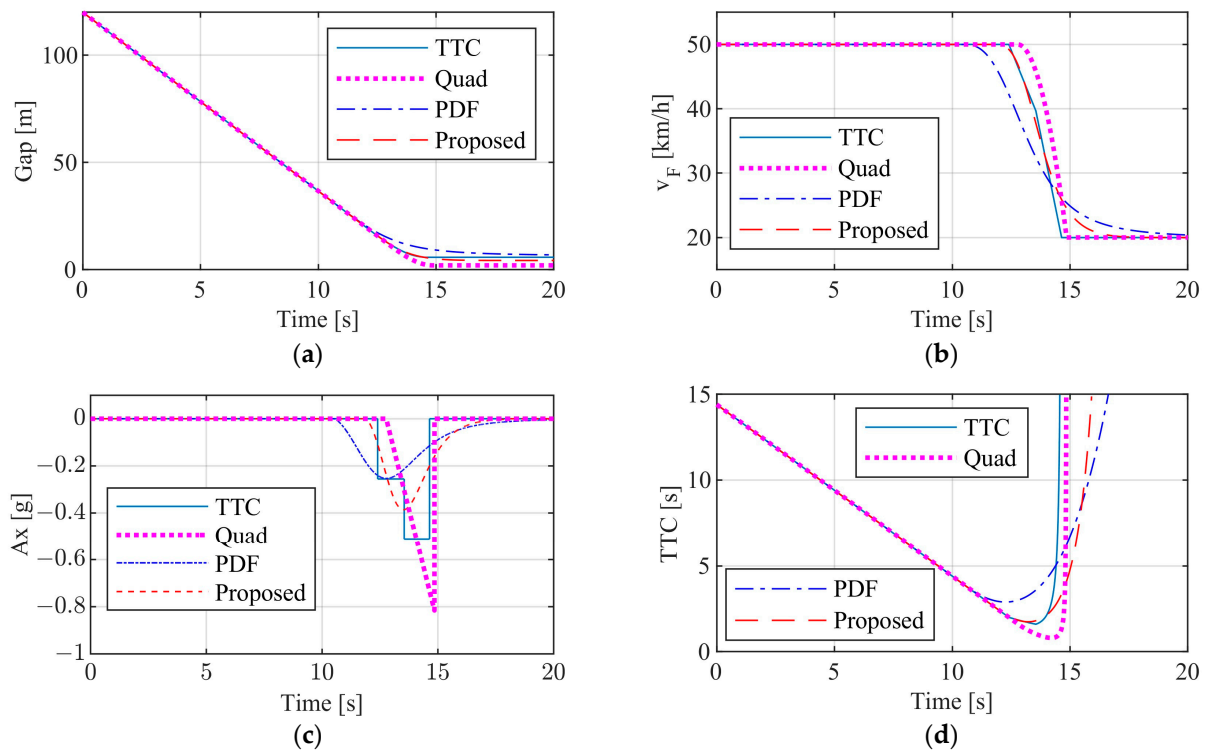 Gap [m]
100
50
0
0
5
10
15
20
Time [s]
TTC
Quad
PDF
Proposed
(a)
v_F [km/h]
50
40
30
20
0
5
10
15
20
Time [s]
TTC
Quad
PDF
Proposed
(b)
Ax [g]
0
−0.2
−0.4
−0.6
−0.8
−1
0
5
10
15
20
Time [s]
TTC
Quad
PDF
Proposed
(c)
TTC [s]
15
10
5
0
0
5
10
15
20
Time [s]
TTC
Quad
PDF
Proposed
(d)